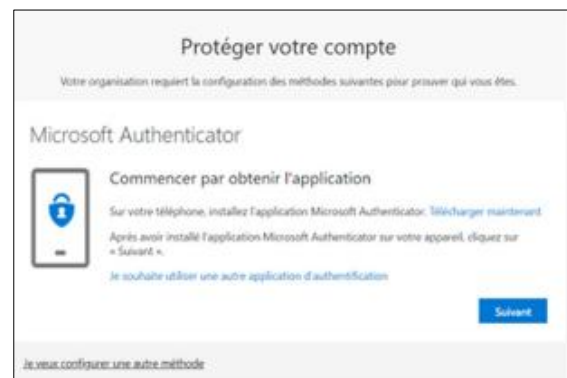 Protéger votre compte
Votre organisation requiert la configuration des méthodes suivantes pour prouver qui vous êtes.
Microsoft Authenticator
Commencer par obtenir l'application
Sur votre téléphone, installez l'application Microsoft Authenticator. Télécharger maintenant
Après avoir installé l'application Microsoft Authenticator sur votre appareil, cliquez sur
« Suivant ».
Je souhaite utiliser une autre application d'authentification
Suivant
Je veux configurer une autre méthode